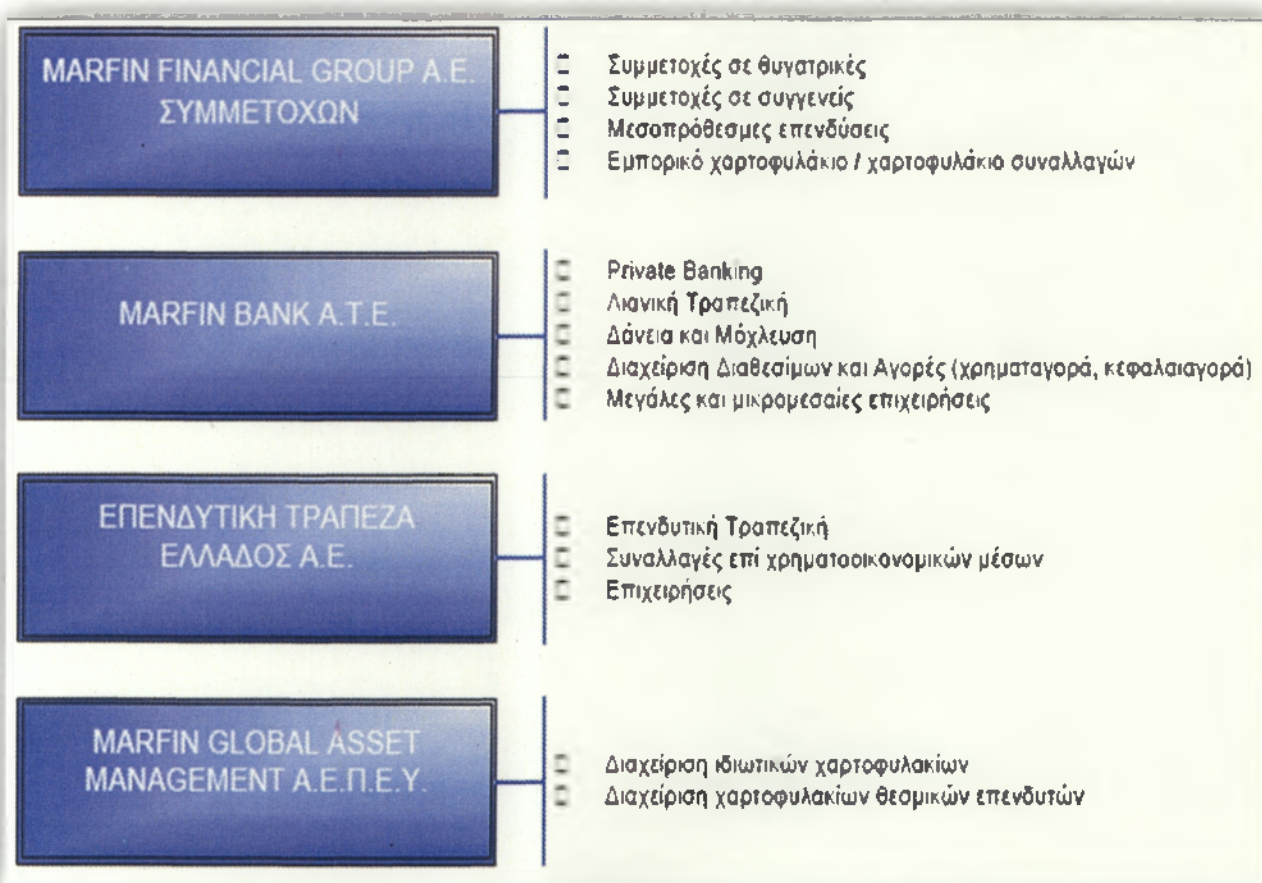 MARFIN FINANCIAL GROUP Α.Ε.
ΣΥΜΜΕΤΟΧΩΝ
Συμμετοχές σε θυγατρικές
Συμμετοχές σε συγγενείς
Μεσοπρόθεσμες επενδύσεις
Εμπορικό χαρτοφυλάκιο / χαρτοφυλάκιο συναλλαγών
MARFIN BANK Α.Τ.Ε.
Private Banking
Λιανική Τραπεζική
Δάνεια και Μόχλευση
Διαχείριση Διαθεσίμων και Αγορές (χρηματαγορά, κεφαλαιαγορά)
Μεγάλες και μικρομεσαίες επιχειρήσεις
ΕΠΕΝΔΥΤΙΚΗ ΤΡΑΠΕΖΑ
ΕΛΛΑΔΟΣ Α.Ε.
Επενδυτική Τραπεζική
Συναλλαγές επί χρηματοοικονομικών μέσων
Επιχειρήσεις
MARFIN GLOBAL ASSET
MANAGEMENT Α.Ε.Π.Ε.Υ.
Διαχείριση ιδιωτικών χαρτοφυλακίων
Διαχείριση χαρτοφυλακίων θεσμικών επενδυτών